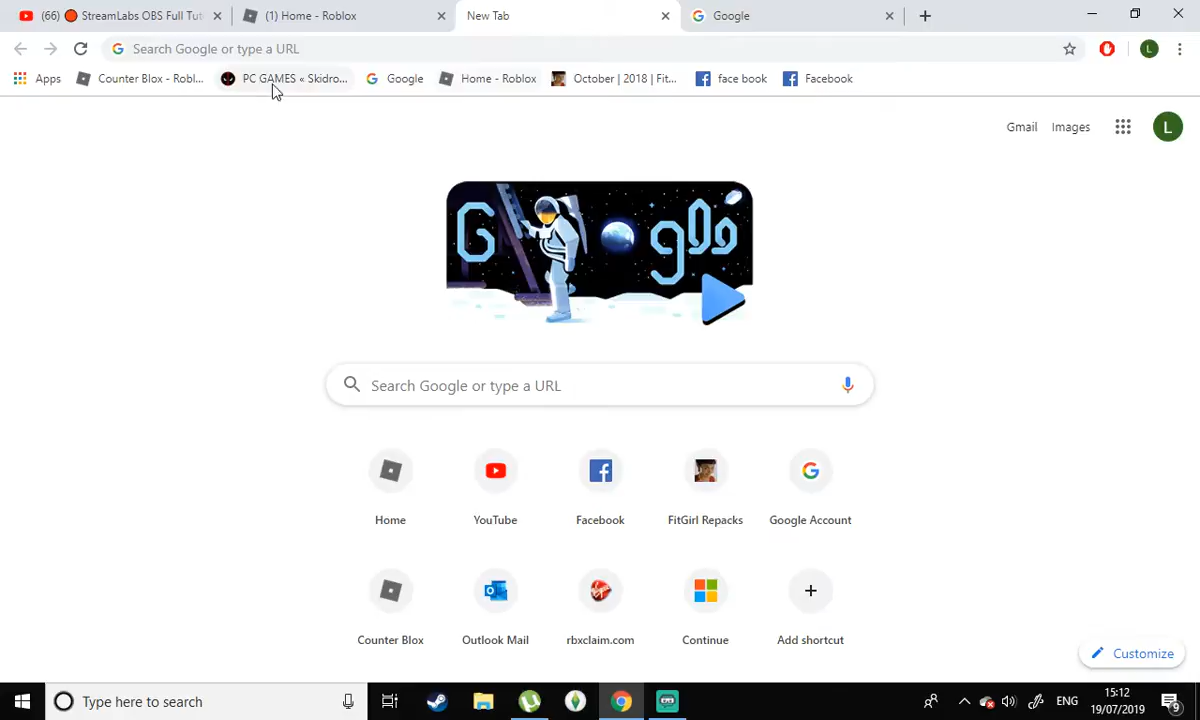 (66) 🔴 StreamLabs OBS Full Tut
(1) Home - Roblox
New Tab
Google
Search Google or type a URL
L
Apps
Counter Blox - Robl...
PC GAMES « Skidro...
Google
Home - Roblox
October | 2018 | Fit...
face book
Facebook
Gmail
Images
L
Search Google or type a URL
Home
YouTube
Facebook
FitGirl Repacks
Google Account
Counter Blox
Outlook Mail
rbxclaim.com
Continue
Add shortcut
Customize
Type here to search
ENG
15:12
19/07/2019
9